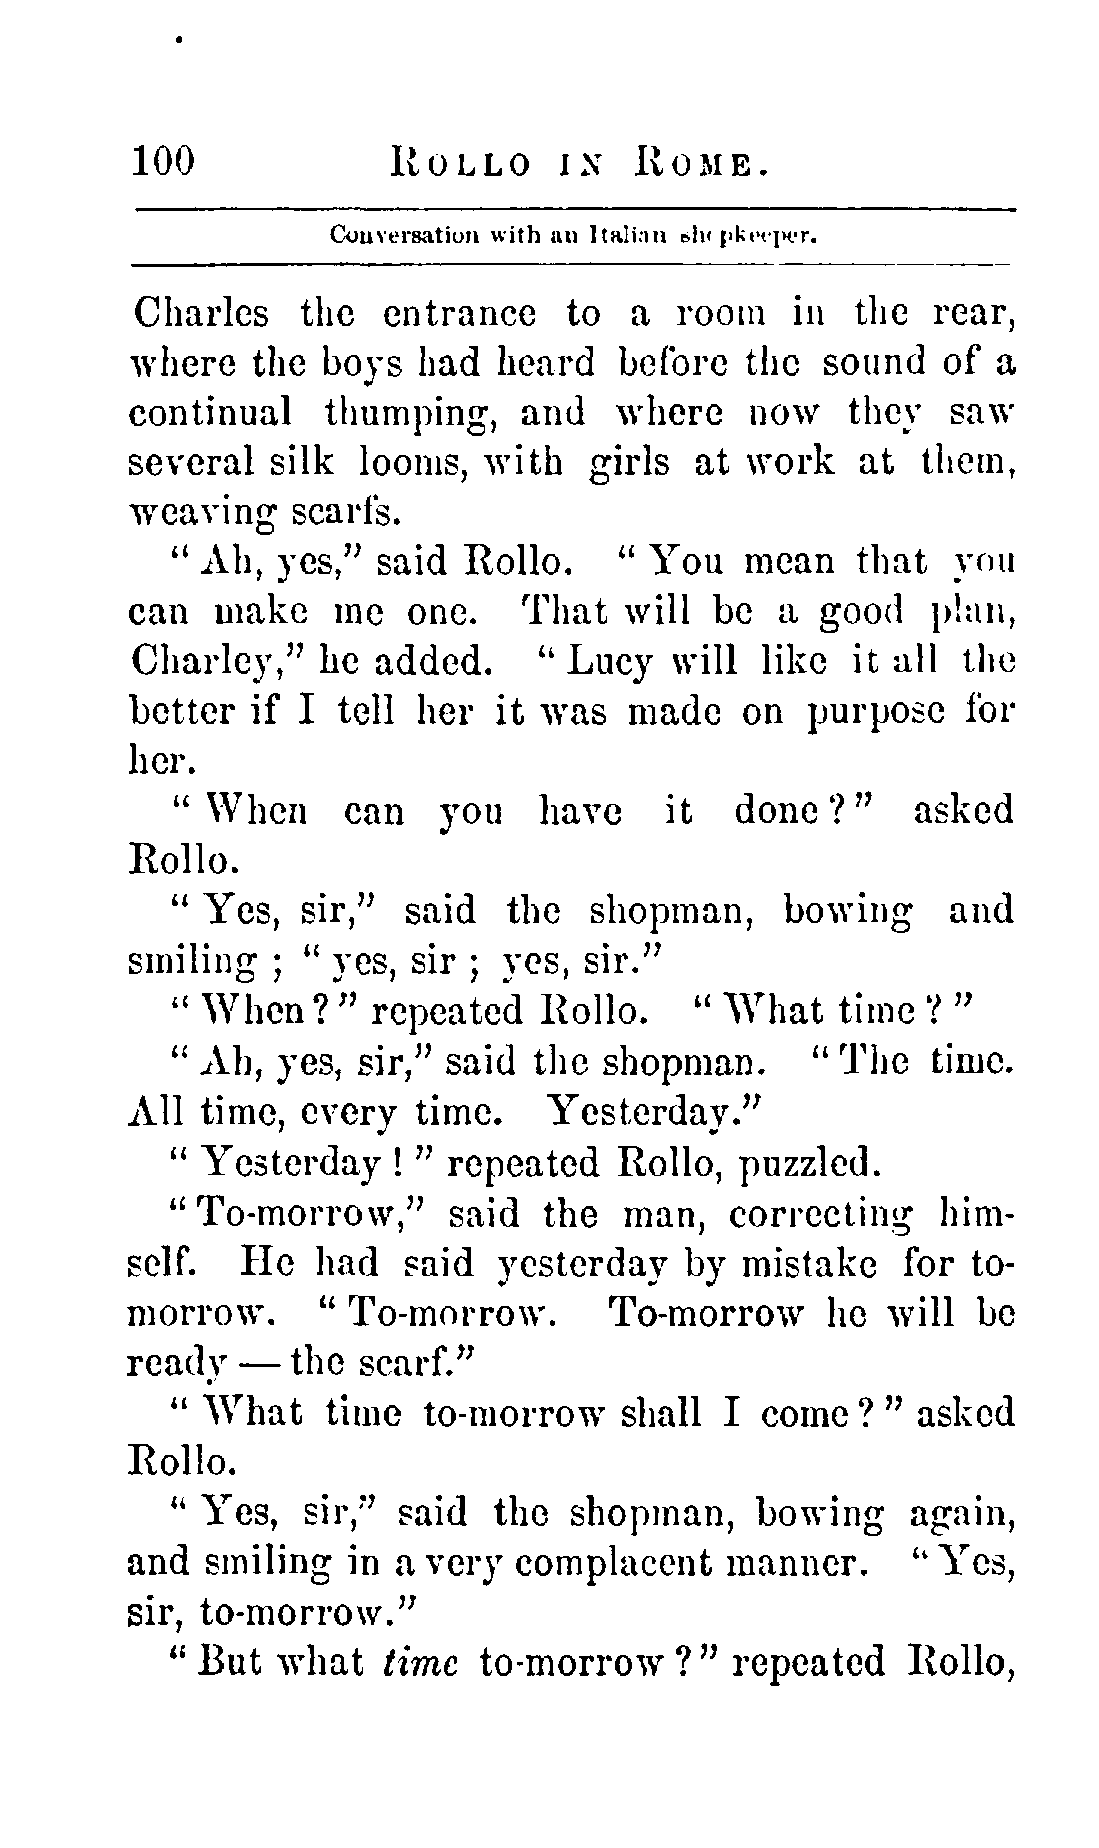 100 ROLLO IN ROME.
Conversation with an Italian shopkeeper.
Charles the entrance to a room in the rear,
where the boys had heard before the sound of a
continual thumping, and where now they saw
several silk looms, with girls at work at them,
weaving scarfs.
“ Ah, yes,” said Rollo. “ You mean that you
can make me one. That will be a good plan,
Charley,” he added. “ Lucy will like it all the
better if I tell her it was made on purpose for
her.
“ When can you have it done ? ” asked
Rollo.
“ Yes, sir,” said the shopman, bowing and
smiling ; “ yes, sir ; yes, sir.”
“ When ? ” repeated Rollo. “ What time ? ”
“ Ah, yes, sir,” said the shopman. “ The time.
All time, every time. Yesterday.”
“ Yesterday ! ” repeated Rollo, puzzled.
“ To-morrow,” said the man, correcting him-
self. He had said yesterday by mistake for to-
morrow. “ To-morrow. To-morrow he will be
ready — the scarf.”
“ What time to-morrow shall I come ? ” asked
Rollo.
“ Yes, sir,” said the shopman, bowing again,
and smiling in a very complacent manner. “ Yes,
sir, to-morrow.”
“ But what time to-morrow ? ” repeated Rollo,